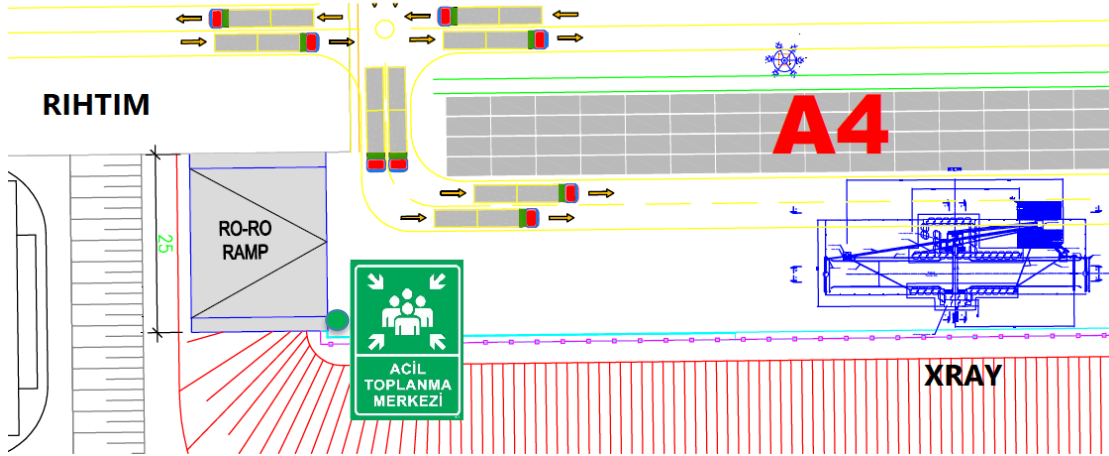 RIHTIM
A4
25
RO-RO
RAMP
ACİL
TOPLANMA
MERKEZİ
XRAY